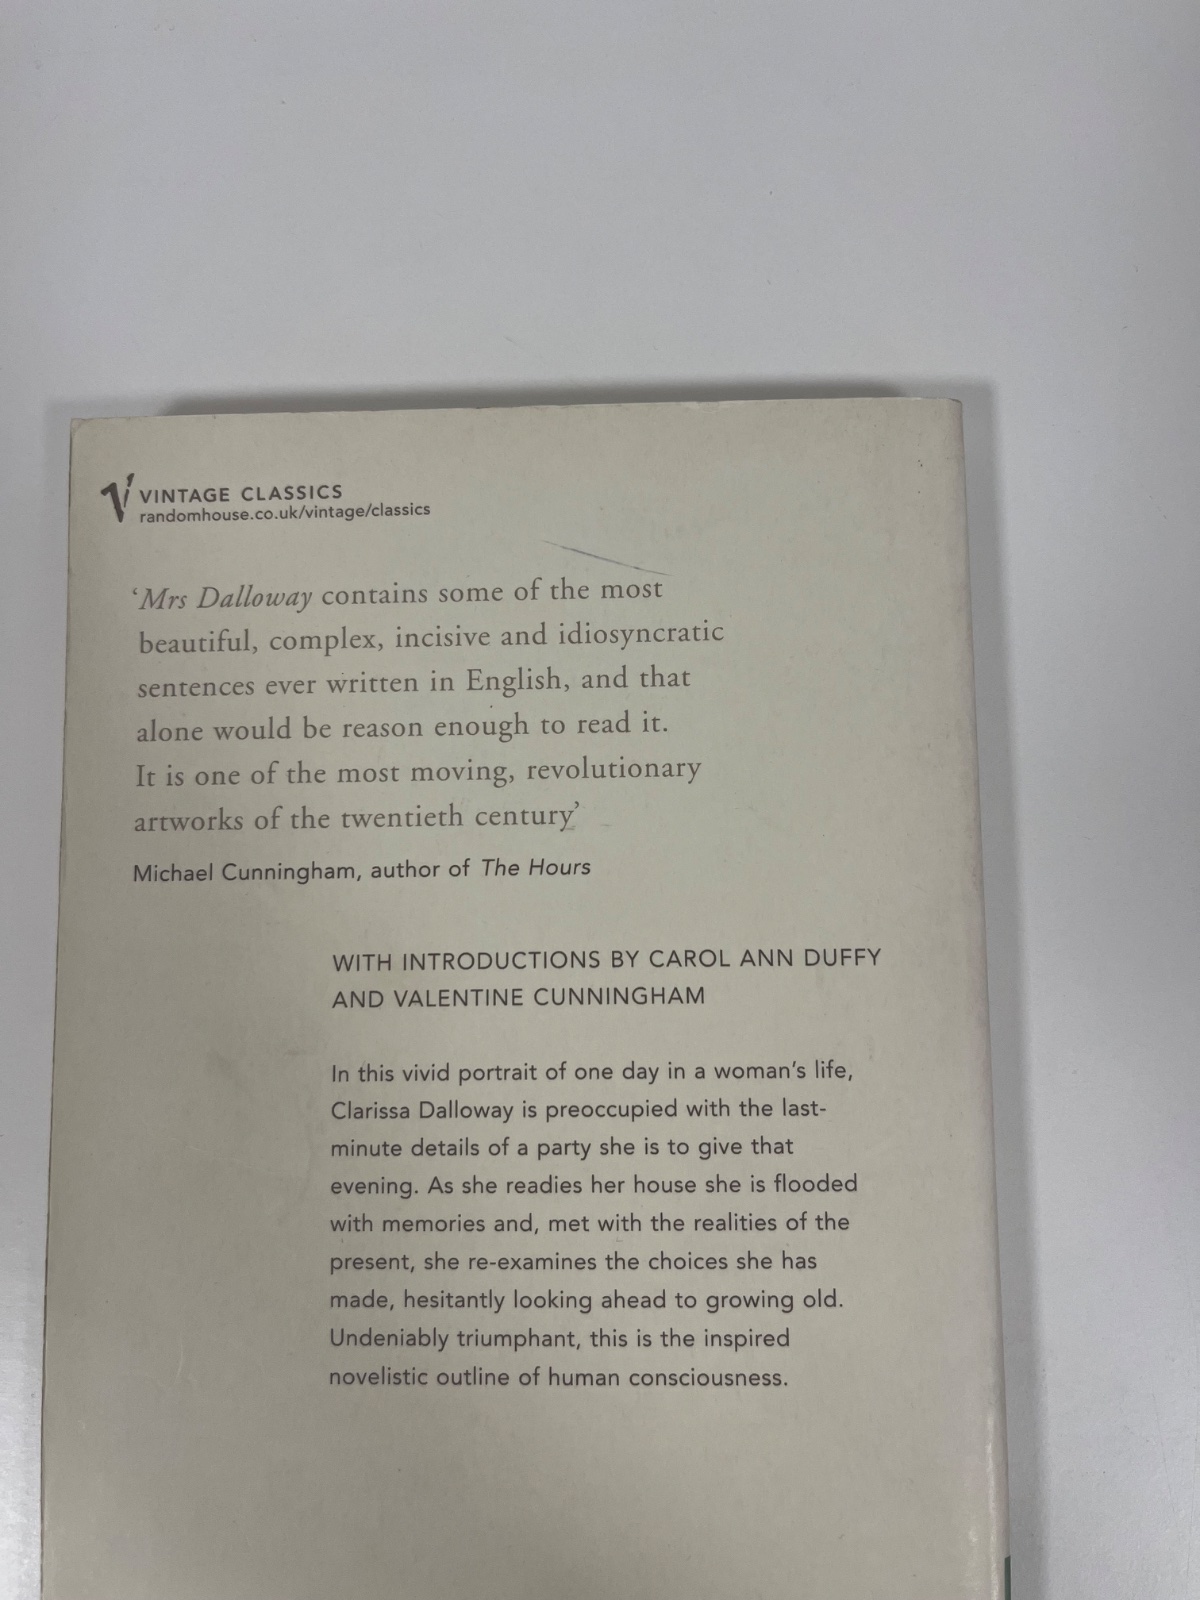 VINTAGE CLASSICS
randomhouse.co.uk/vintage/classics
‘Mrs Dalloway contains some of the most
beautiful, complex, incisive and idiosyncratic
sentences ever written in English, and that
alone would be reason enough to read it.
It is one of the most moving, revolutionary
artworks of the twentieth century’
Michael Cunningham, author of The Hours
WITH INTRODUCTIONS BY CAROL ANN DUFFY
AND VALENTINE CUNNINGHAM
In this vivid portrait of one day in a woman’s life,
Clarissa Dalloway is preoccupied with the last-
minute details of a party she is to give that
evening. As she readies her house she is flooded
with memories and, met with the realities of the
present, she re-examines the choices she has
made, hesitantly looking ahead to growing old.
Undeniably triumphant, this is the inspired
novelistic outline of human consciousness.